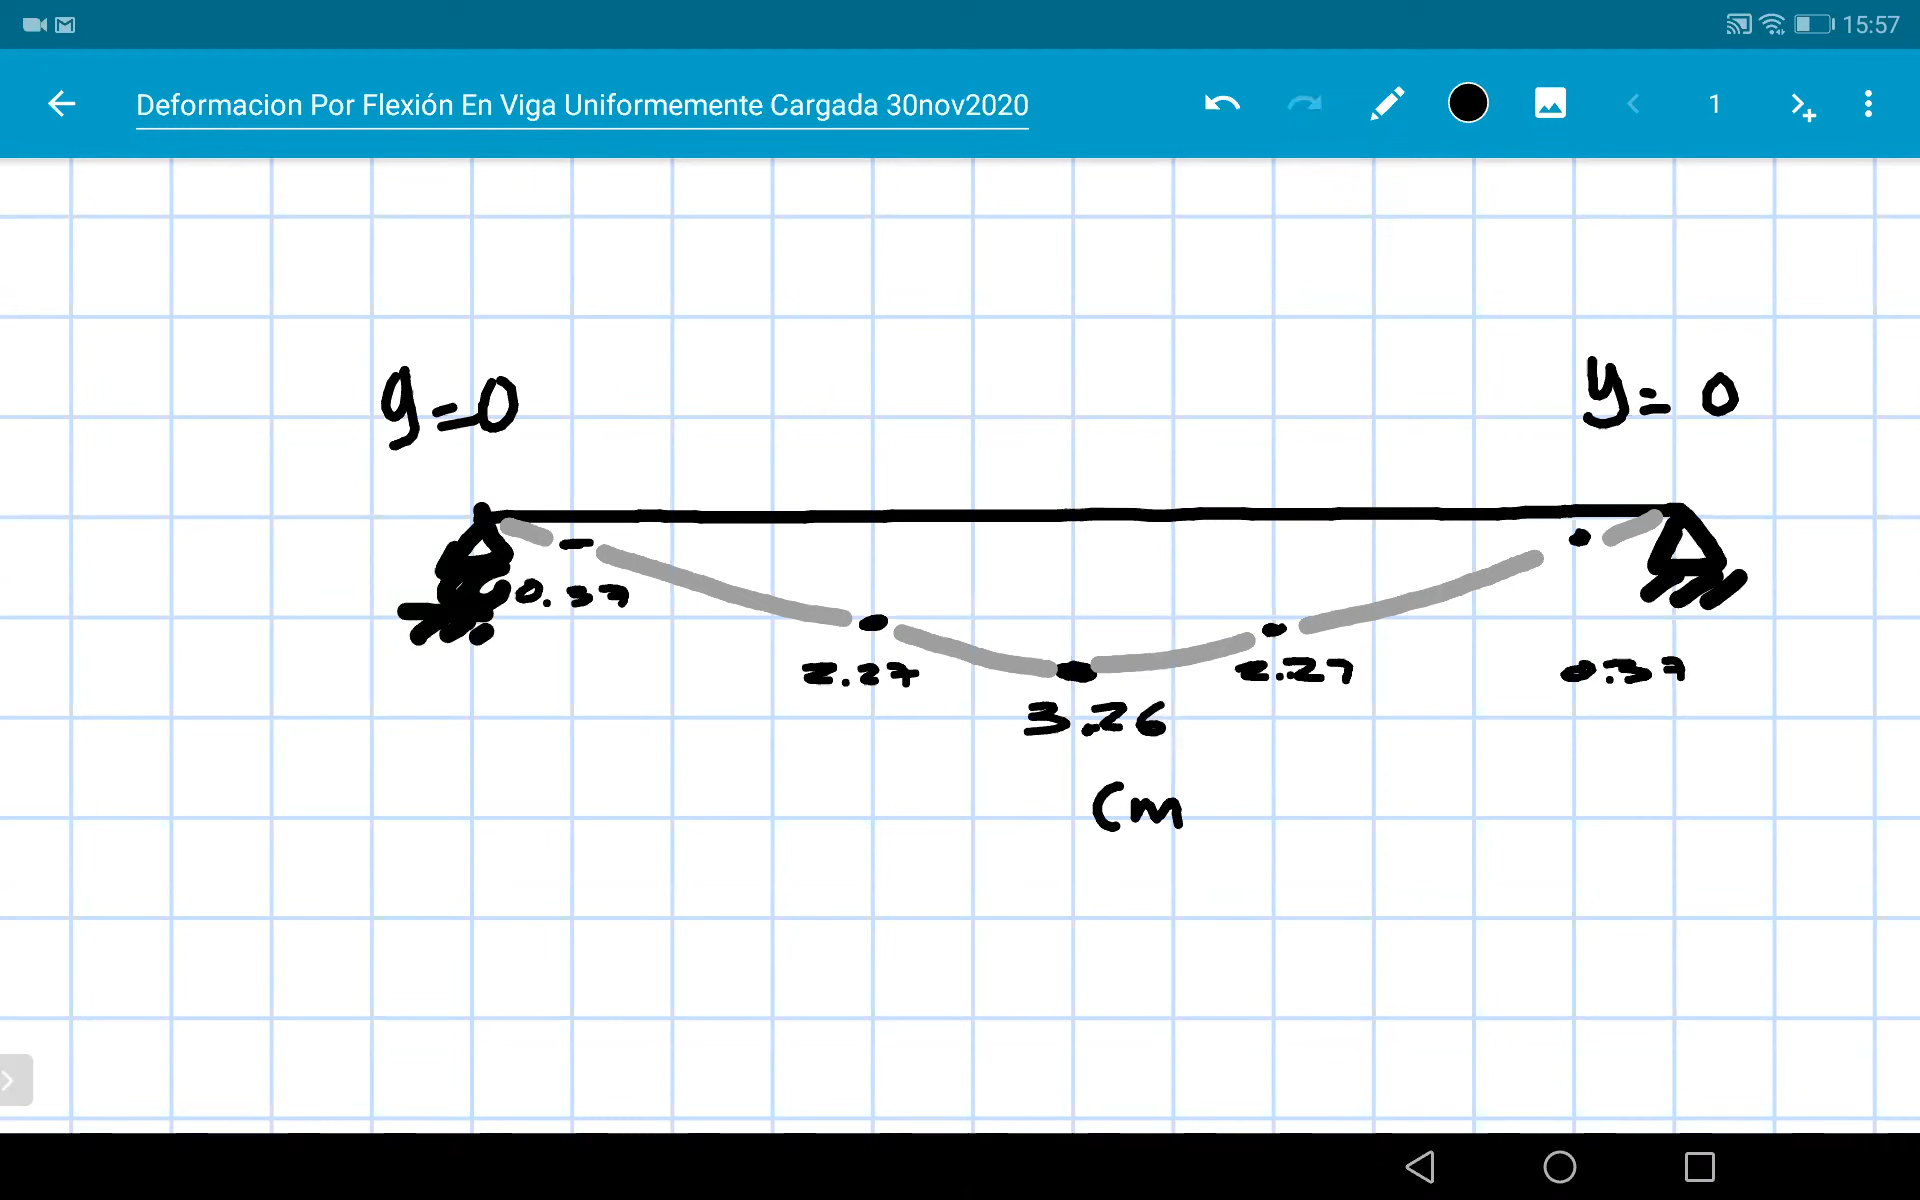 15:57
Deformacion Por Flexión En Viga Uniformemente Cargada 30nov2020
1
y=0
y= 0
0.37
2.27
3.26
2.27
0.37
Cm